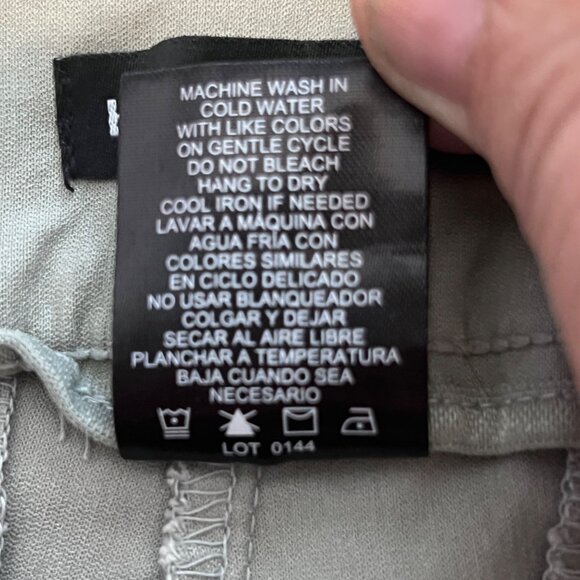 MACHINE WASH IN
COLD WATER
WITH LIKE COLORS
ON GENTLE CYCLE
DO NOT BLEACH
HANG TO DRY
COOL IRON IF NEEDED
LAVAR A MÁQUINA CON
AGUA FRÍA CON
COLORES SIMILARES
EN CICLO DELICADO
NO USAR BLANQUEADOR
COLGAR Y DEJAR
SECAR AL AIRE LIBRE
PLANCHAR A TEMPERATURA
BAJA CUANDO SEA
NECESARIO
LOT 0144